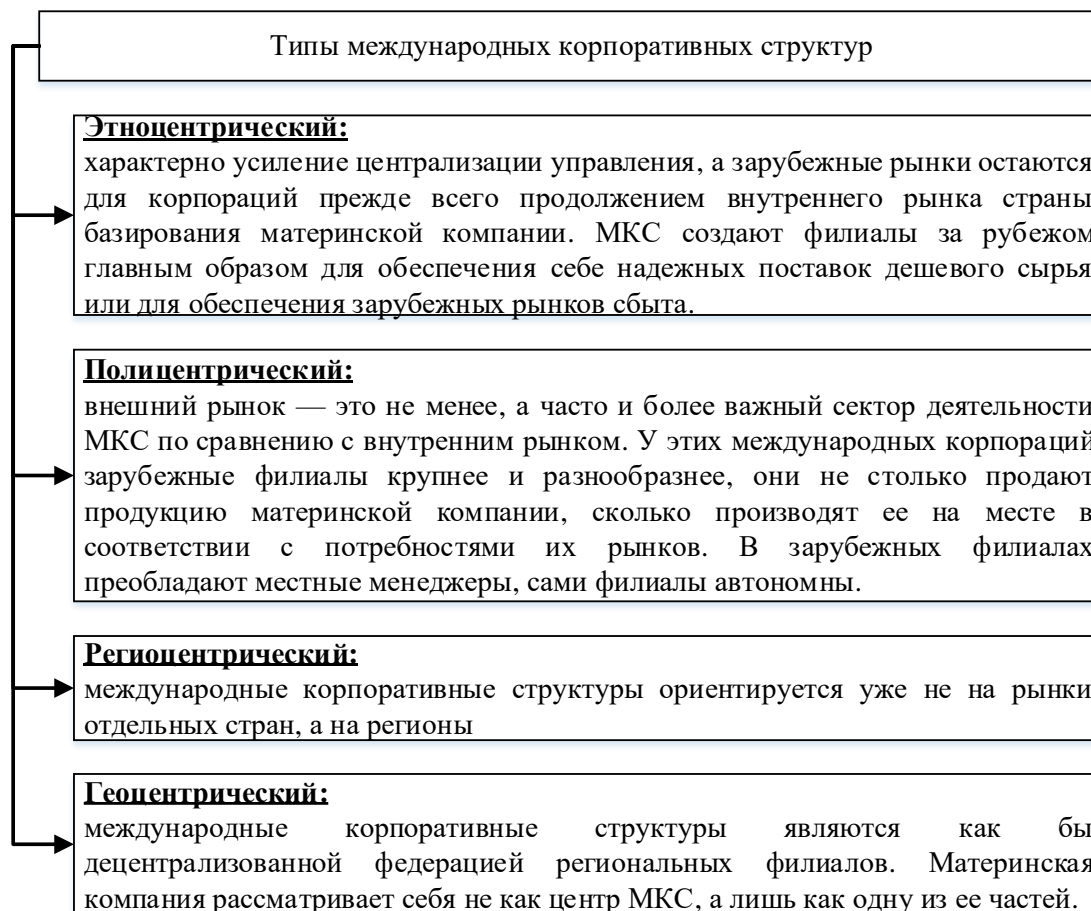 Типы международных корпоративных структур
Этноцентрический:
характерно усиление централизации управления, а зарубежные рынки остаются
для корпораций прежде всего продолжением внутреннего рынка страны
базирования материнской компании. МКС создают филиалы за рубежом
главным образом для обеспечения себе надежных поставок дешевого сырья
или для обеспечения зарубежных рынков сбыта.
Полицентрический:
внешний рынок — это не менее, а часто и более важный сектор деятельности
МКС по сравнению с внутренним рынком. У этих международных корпораций
зарубежные филиалы крупнее и разнообразнее, они не столько продают
продукцию материнской компании, сколько производят ее на месте в
соответствии с потребностями их рынков. В зарубежных филиалах
преобладают местные менеджеры, сами филиалы автономны.
Региоцентрический:
международные корпоративные структуры ориентируется уже не на рынки
отдельных стран, а на регионы
Геоцентрический:
международные корпоративные структуры являются как бы
децентрализованной федерацией региональных филиалов. Материнская
компания рассматривает себя не как центр МКС, а лишь как одну из ее частей.